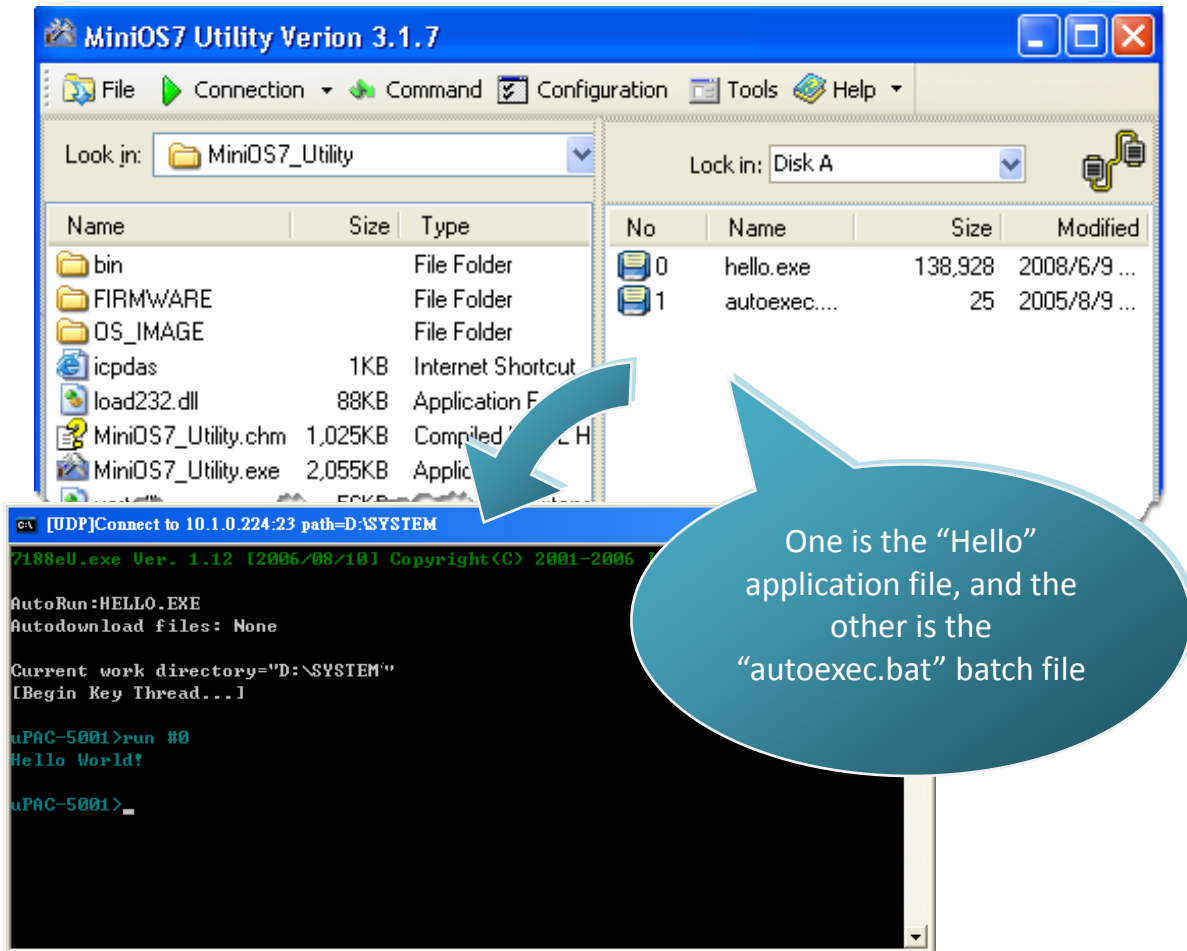 MiniOS7 Utility Verion 3.1.7
File Connection Command Configuration Tools Help
Look in: MiniOS7_Utility
Lock in: Disk A
Name Size Type
bin File Folder
FIRMWARE File Folder
OS_IMAGE File Folder
icpdas 1KB Internet Shortcut
load232.dll 88KB Application
MiniOS7_Utility.chm 1,025KB Compiled
MiniOS7_Utility.exe 2,055KB
No Name Size Modified
0 hello.exe 138,928 2008/6/9 ...
1 autoexec.... 25 2005/8/9 ...
[UDP]Connect to 10.1.0.224:23 path=D:\SYSTEM
7188eU.exe Ver. 1.12 [2006/08/10] Copyright(C) 2001-2006
AutoRun:HELLO.EXE
Autodownload files: None
Current work directory="D:\SYSTEM"
[Begin Key Thread...]
uPAC-5001>run #0
Hello World!
uPAC-5001>_
One is the “Hello”
application file, and the
other is the
“autoexec.bat” batch file